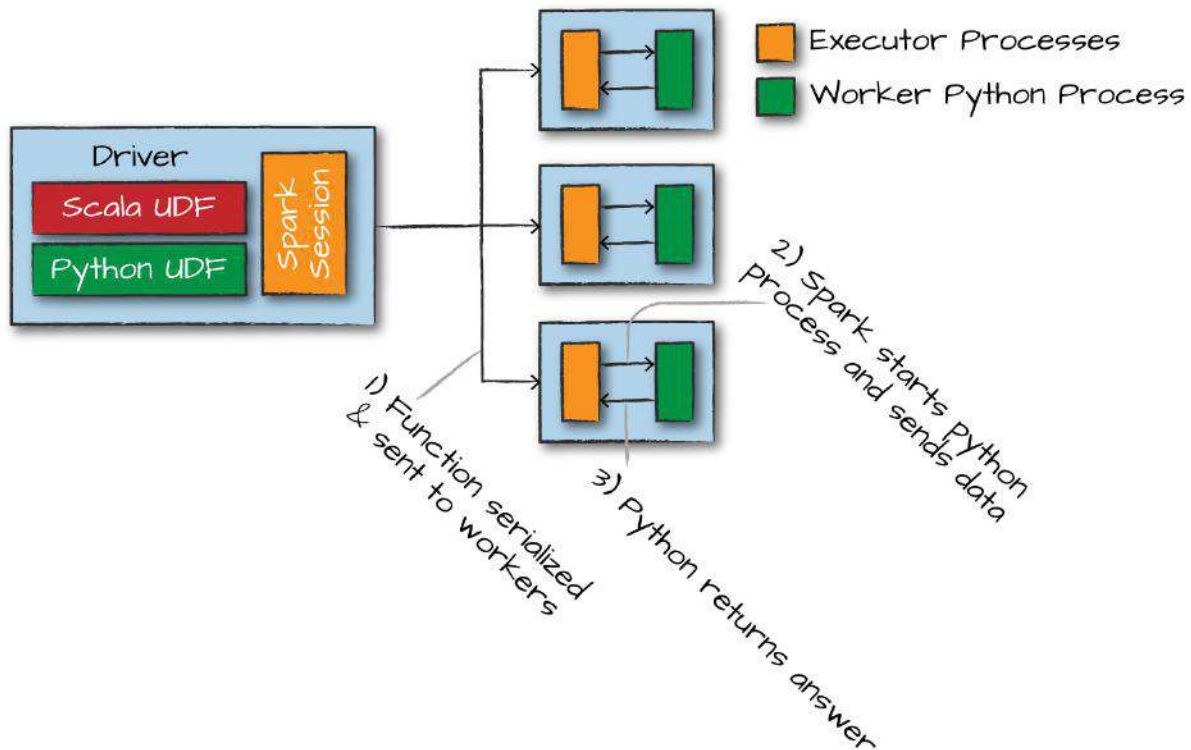 Executor Processes
Worker Python Process
Driver
Scala UDF
Python UDF
Spark
Session
1) Function serialized
& sent to workers
2) Spark starts Python
process and sends data
3) Python returns answer